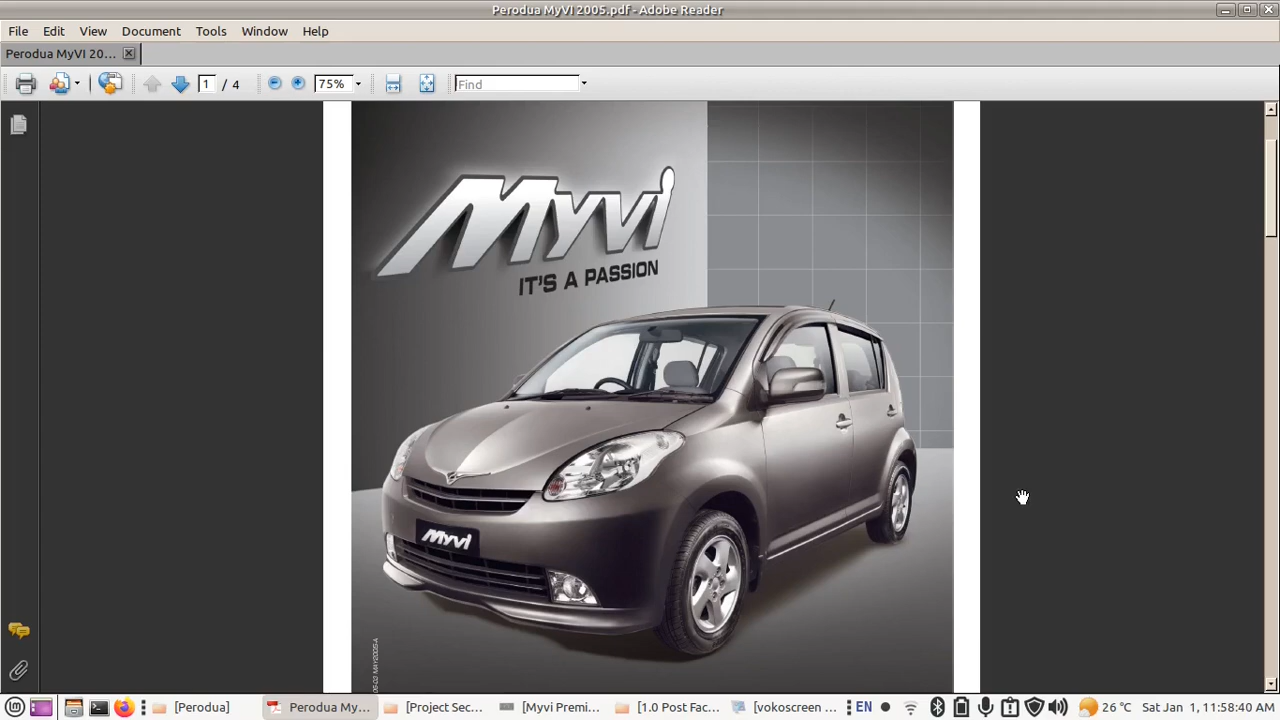 Perodua MyVI 2005.pdf - Adobe Reader
File Edit View Document Tools Window Help
Perodua MyVI 20...
1 / 4 75% Find
Myvi
IT'S A PASSION
Myvi
[Perodua] Perodua My... [Project Sec... [Myvi Premi... [1.0 Post Fac... [vokoscreen ... EN 26 °C Sat Jan 1, 11:58:40 AM